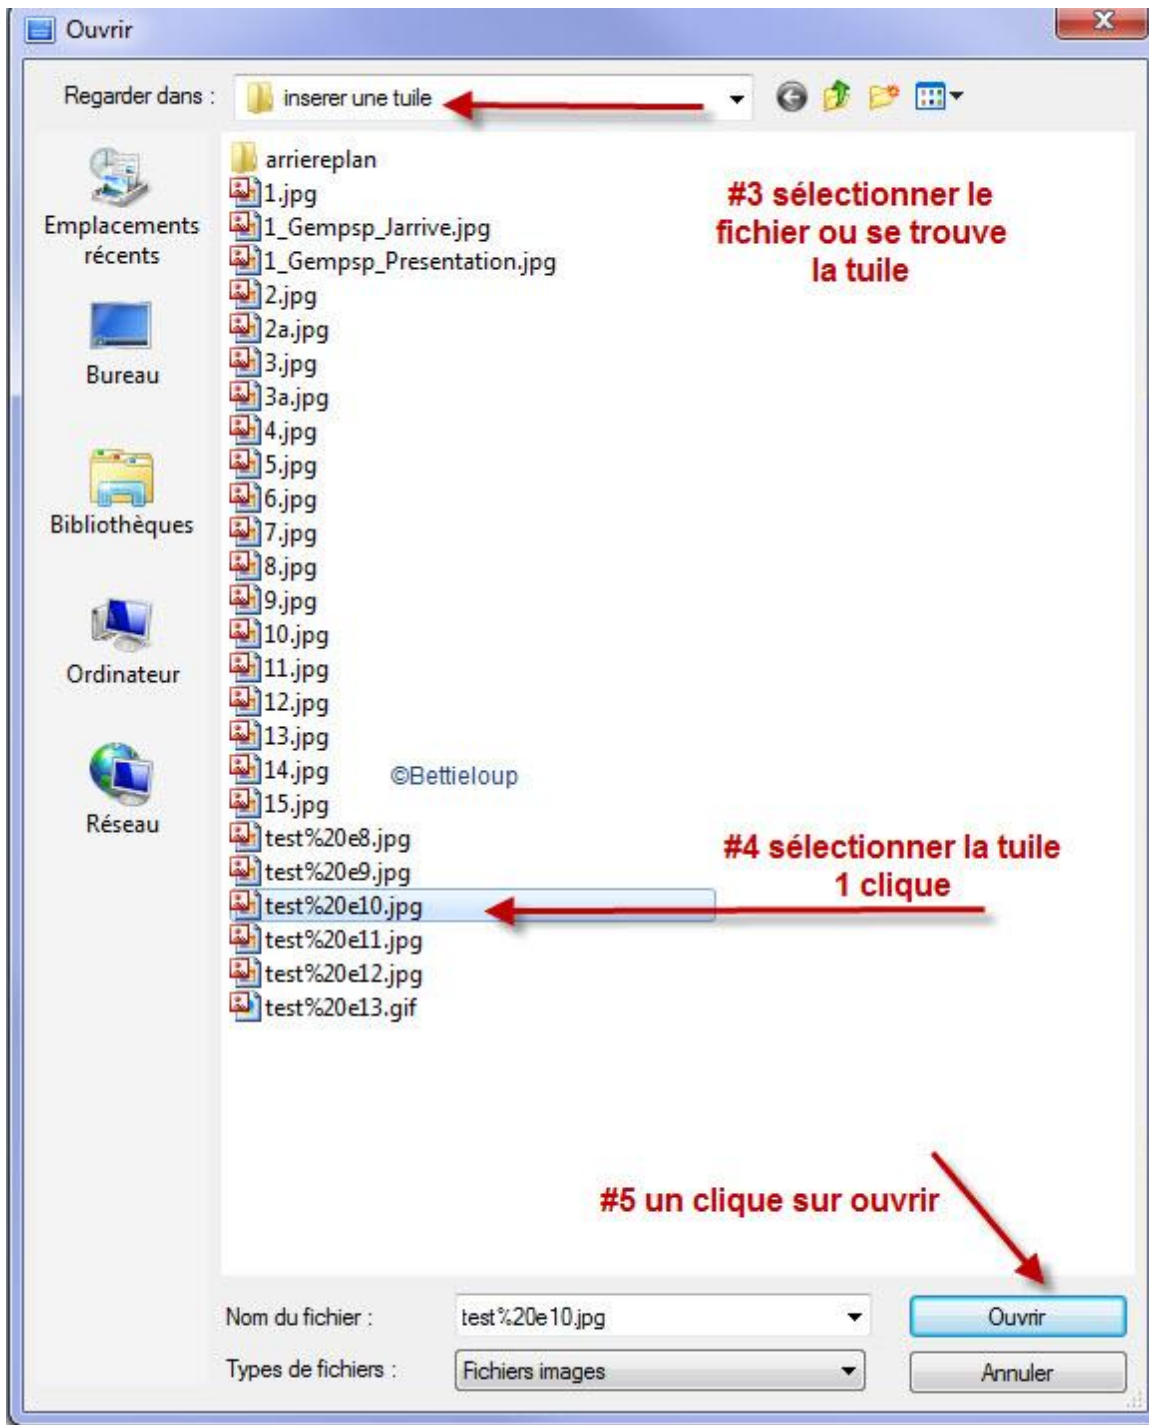 Ouvrir
X
Regarder dans :
inserer une tuile
Emplacements
récents
Bureau
Bibliothèques
Ordinateur
Réseau
arriereplan
1.jpg
1_Gempsp_Jarrive.jpg
1_Gempsp_Presentation.jpg
2.jpg
2a.jpg
3.jpg
3a.jpg
4.jpg
5.jpg
6.jpg
7.jpg
8.jpg
9.jpg
10.jpg
11.jpg
12.jpg
13.jpg
14.jpg
15.jpg
test%20e8.jpg
test%20e9.jpg
test%20e10.jpg
test%20e11.jpg
test%20e12.jpg
test%20e13.gif
#3 sélectionner le
fichier ou se trouve
la tuile
©Bettieloup
#4 sélectionner la tuile
1 clique
#5 un clique sur ouvrir
Nom du fichier :
test%20e10.jpg
Ouvrir
Types de fichiers :
Fichiers images
Annuler